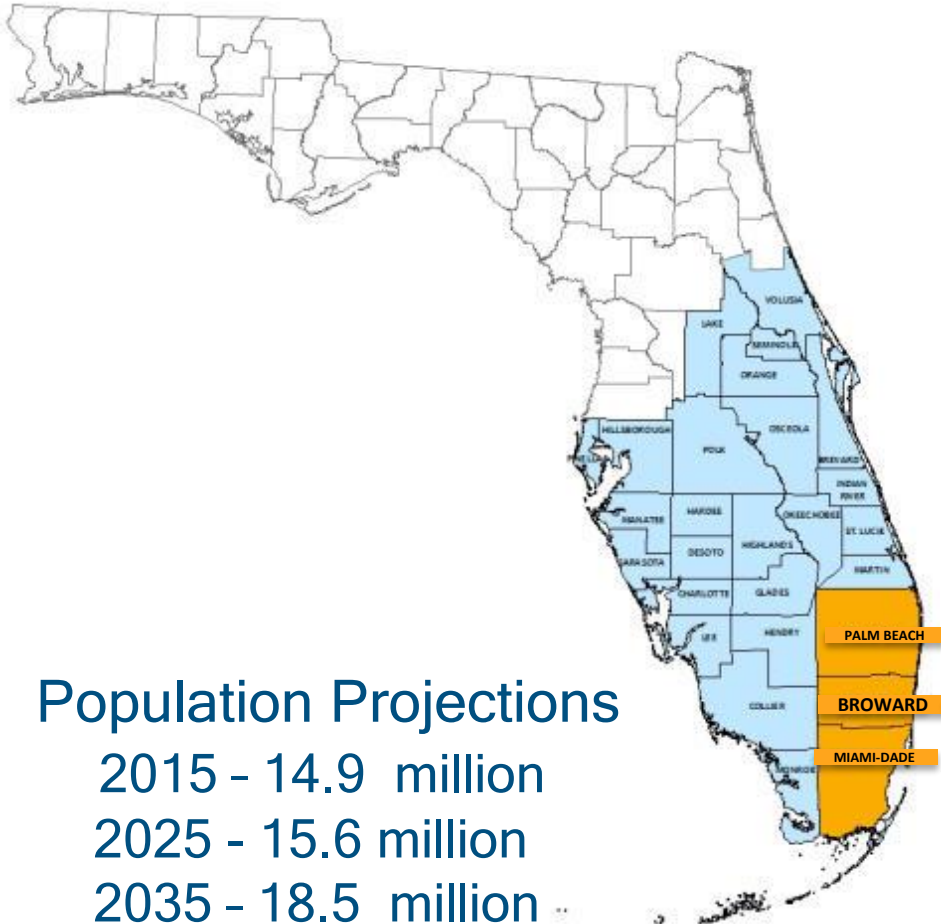 VOLUSIA
LAKE
SEMINOLE
ORANGE
OSCEOLA
HILLSBOROUGH
POLK
BREVARD
INDIAN
RIVER
MANATEE
HARDEE
OKEECHOBEE
ST. LUCIE
HIGHLANDS
DESOTO
SARASOTA
MARTIN
CHARLOTTE
GLADES
LEE
HENDRY
PALM BEACH
COLLIER
BROWARD
MIAMI-DADE
MONROE
Population Projections
2015 – 14.9 million
2025 - 15.6 million
2035 – 18.5 million